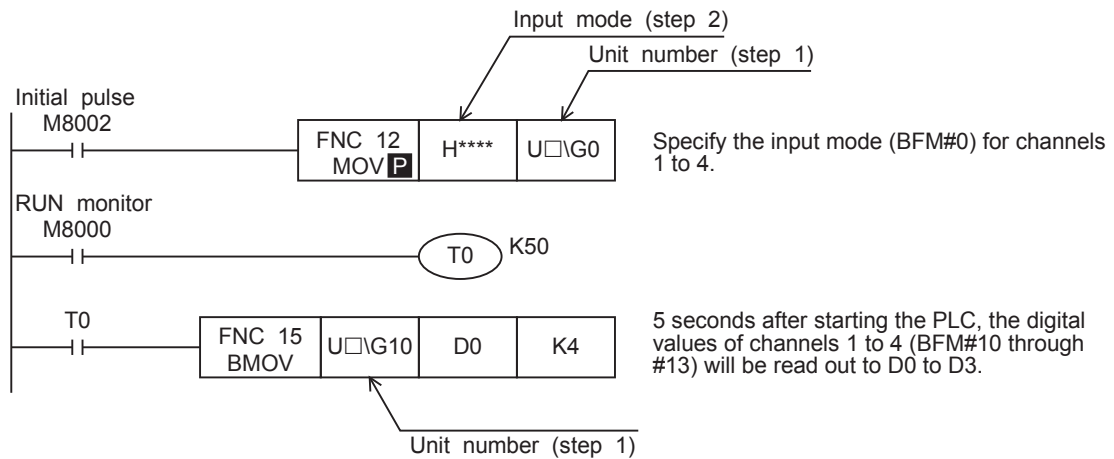 Input mode (step 2)
Unit number (step 1)
Initial pulse
M8002
FNC 12
MOV P
H****
U□\G0
Specify the input mode (BFM#0) for channels
1 to 4.
RUN monitor
M8000
T0
K50
T0
FNC 15
BMOV
U□\G10
D0
K4
5 seconds after starting the PLC, the digital
values of channels 1 to 4 (BFM#10 through
#13) will be read out to D0 to D3.
Unit number (step 1)